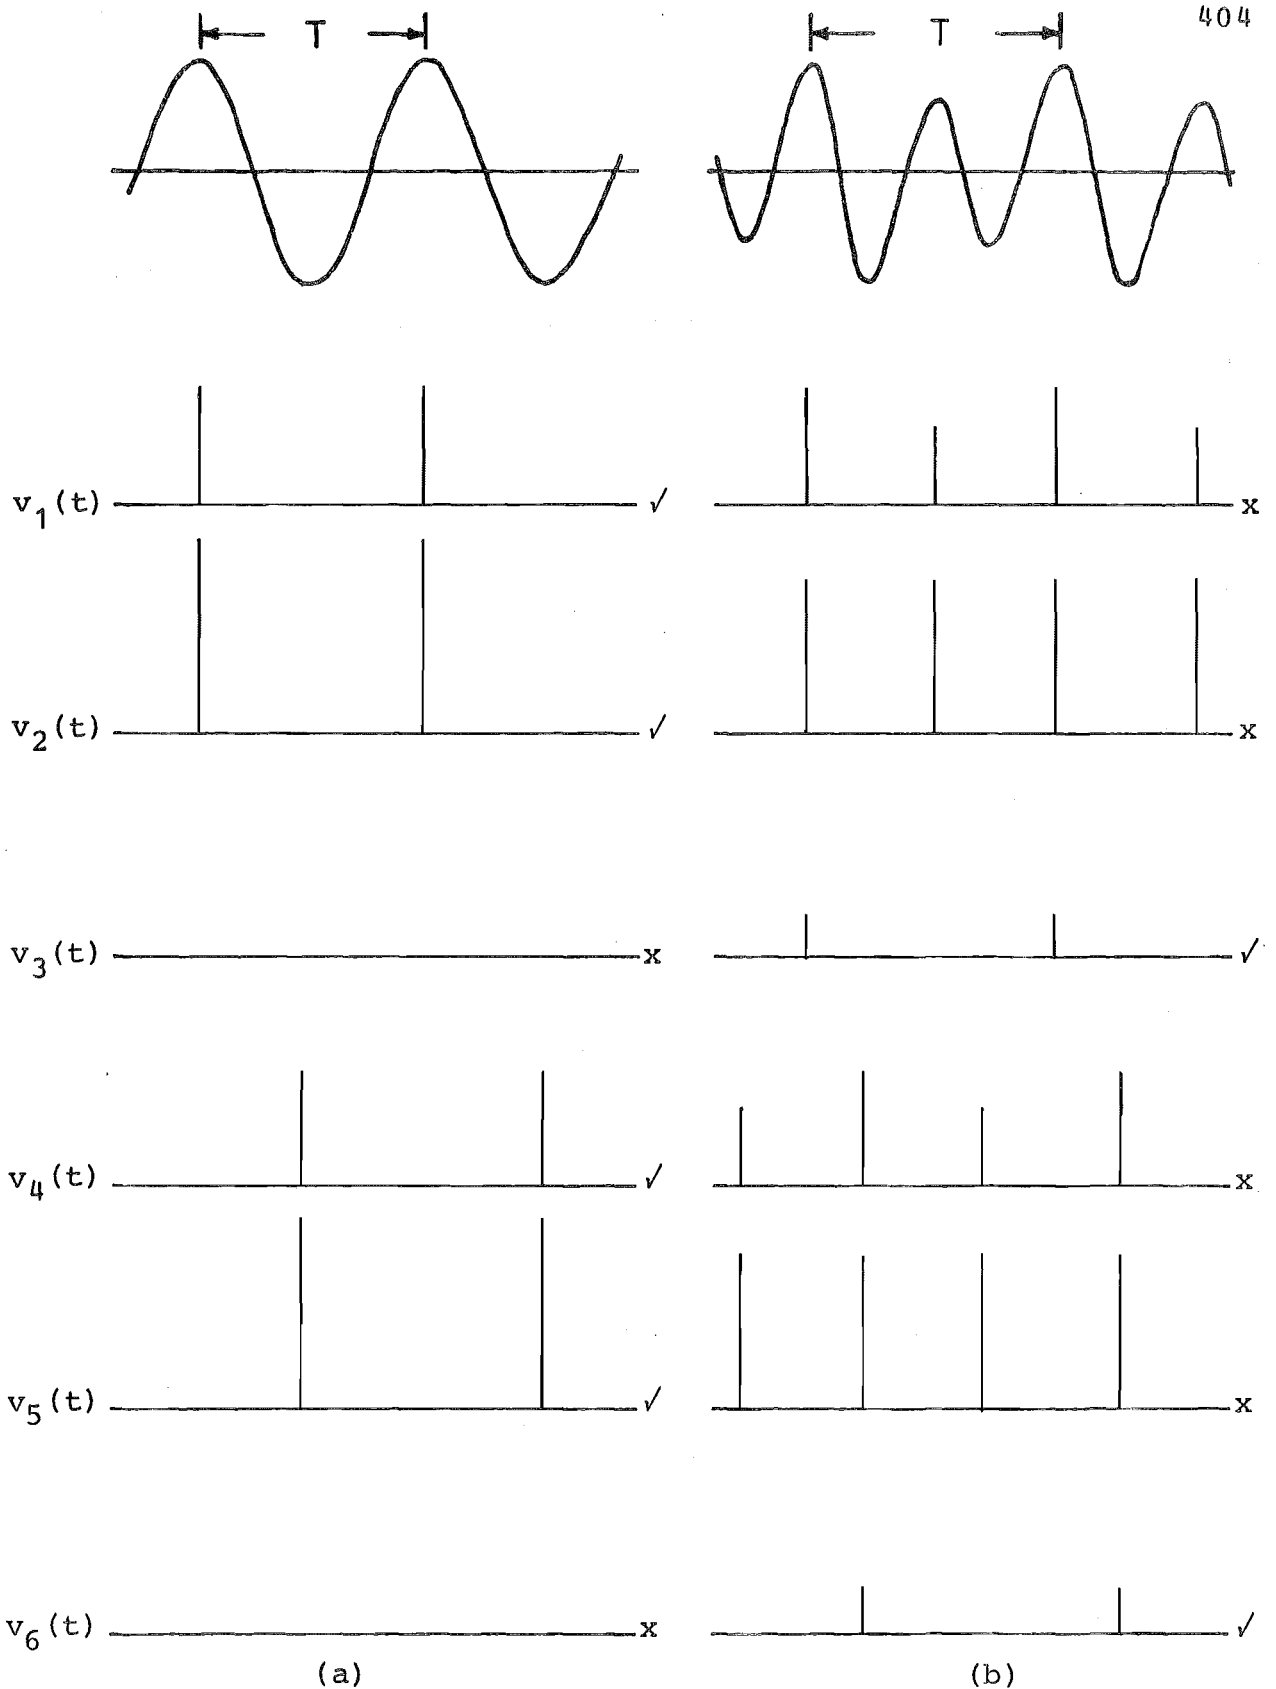 404
T T
v1(t) ✓ x
v2(t) ✓ x
v3(t) x ✓
v4(t) ✓ x
v5(t) ✓ x
v6(t) x ✓
(a) (b)